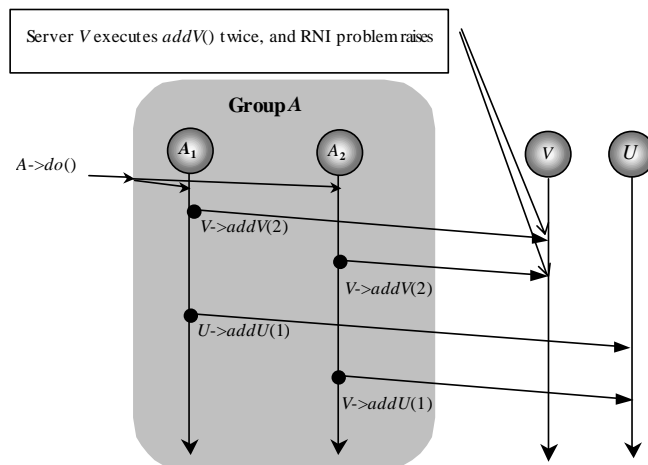 Server V executes addV() twice, and RNI problem raises
Group A
A1 A2 V U
A->do()
V->addV(2)
V->addV(2)
U->addU(1)
V->addU(1)